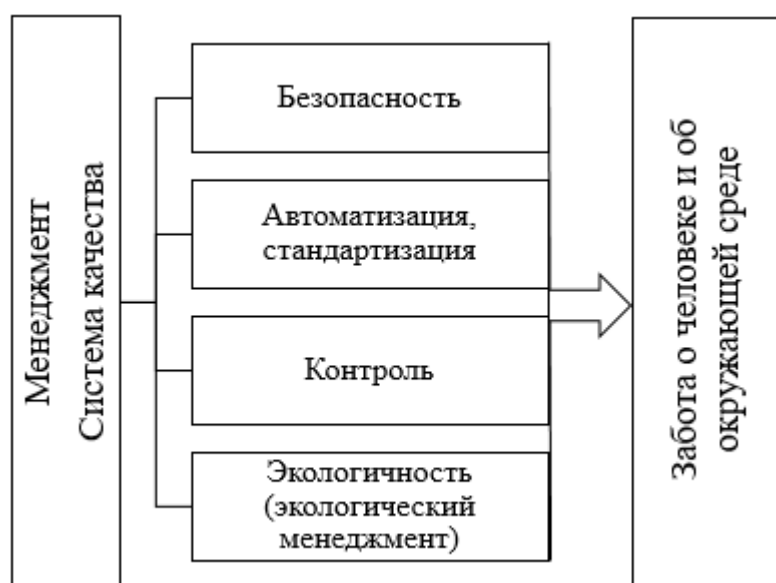 Менеджмент
Система качества
Безопасность
Автоматизация,
стандартизация
Контроль
Экологичность
(экологический
менеджмент)
Забота о человеке и об
окружающей среде